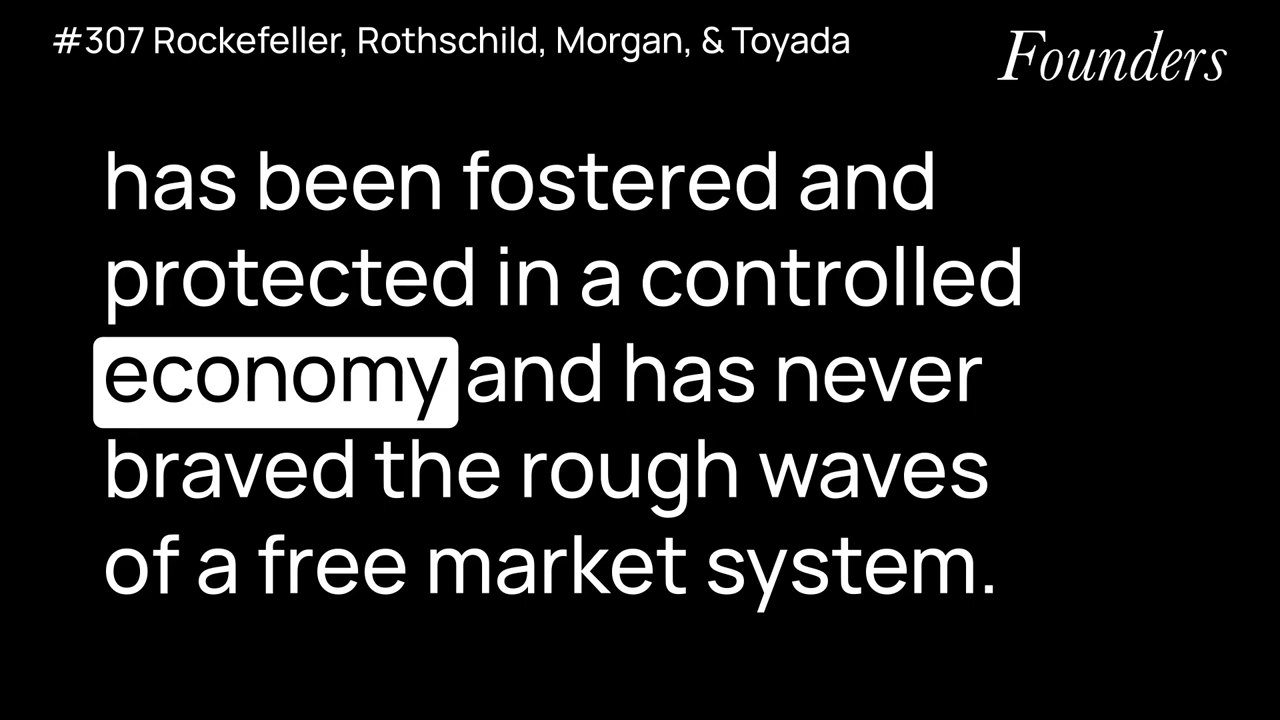 #307 Rockefeller, Rothschild, Morgan, & Toyada
Founders
has been fostered and
protected in a controlled
economy and has never
braved the rough waves
of a free market system.